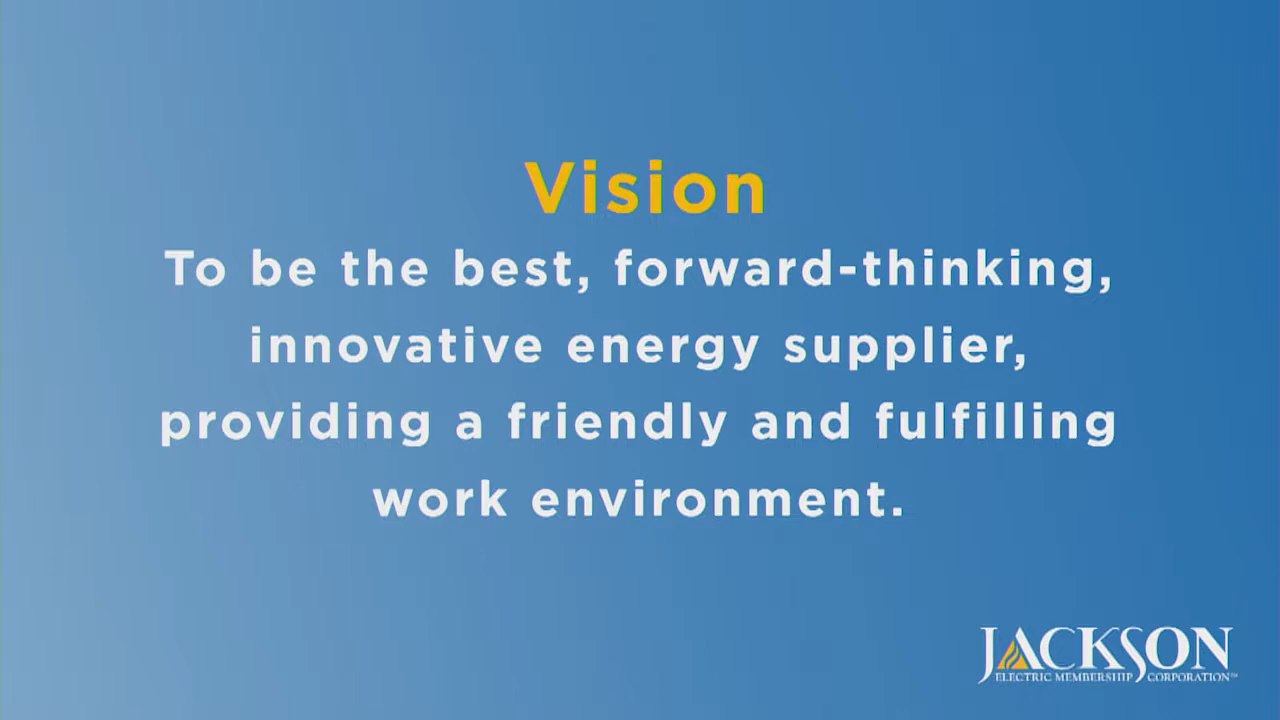 Vision
To be the best, forward-thinking,
innovative energy supplier,
providing a friendly and fulfilling
work environment.
JACKSON
ELECTRIC MEMBERSHIP CORPORATION™